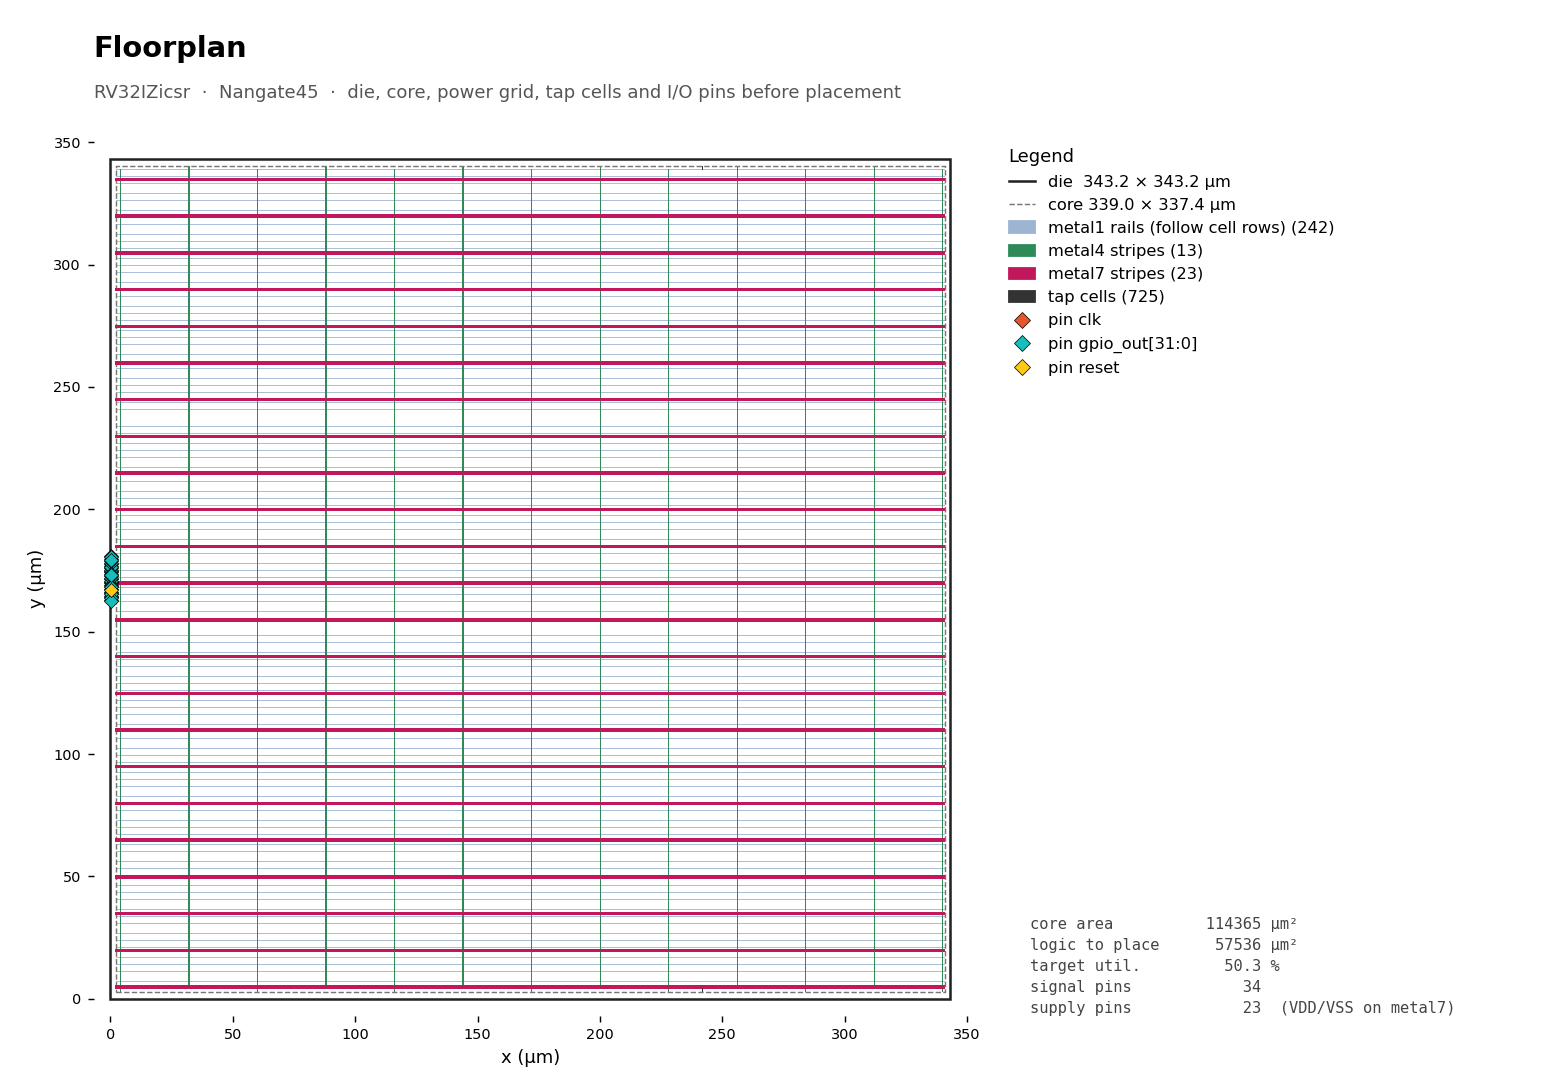 Floorplan
RV32IZicsr · Nangate45 · die, core, power grid, tap cells and I/O pins before placement
350
300
250
200
150
100
50
0
y (µm)
0 50 100 150 200 250 300 350
x (µm)
Legend
die 343.2 × 343.2 µm
core 339.0 × 337.4 µm
metal1 rails (follow cell rows) (242)
metal4 stripes (13)
metal7 stripes (23)
tap cells (725)
pin clk
pin gpio_out[31:0]
pin reset
core area 114365 µm²
logic to place 57536 µm²
target util. 50.3 %
signal pins 34
supply pins 23 (VDD/VSS on metal7)